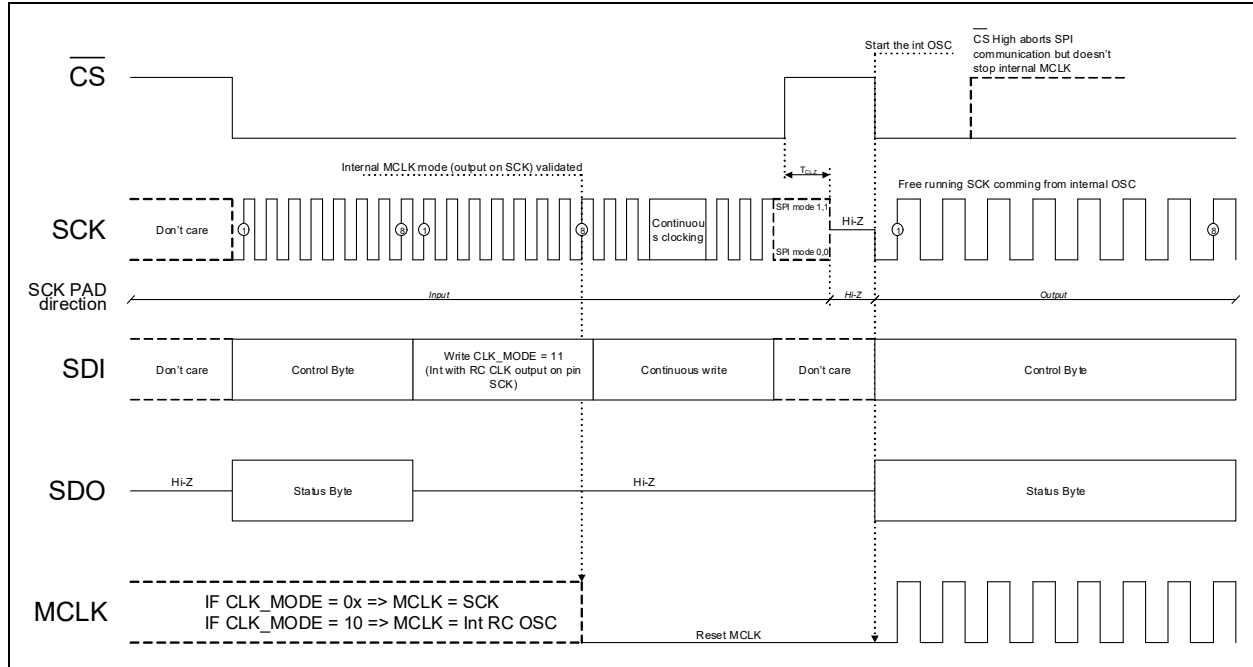 Start the int OSC
CS High aborts SPI
communication but doesn't
stop internal MCLK
CS
Internal MCLK mode (output on SCK) validated
TCLZ
Free running SCK comming from internal OSC
SCK
Don't care
1
8
1
8
Continuou
s clocking
SPI mode 1,1
SPI mode 0,0
Hi-Z
1
8
SCK PAD
direction
Input
Hi-Z
Output
SDI
Don't care
Control Byte
Write CLK_MODE = 11
(Int with RC CLK output on pin
SCK)
Continuous write
Don't care
Control Byte
SDO
Hi-Z
Status Byte
Hi-Z
Status Byte
MCLK
IF CLK_MODE = 0x => MCLK = SCK
IF CLK_MODE = 10 => MCLK = Int RC OSC
Reset MCLK